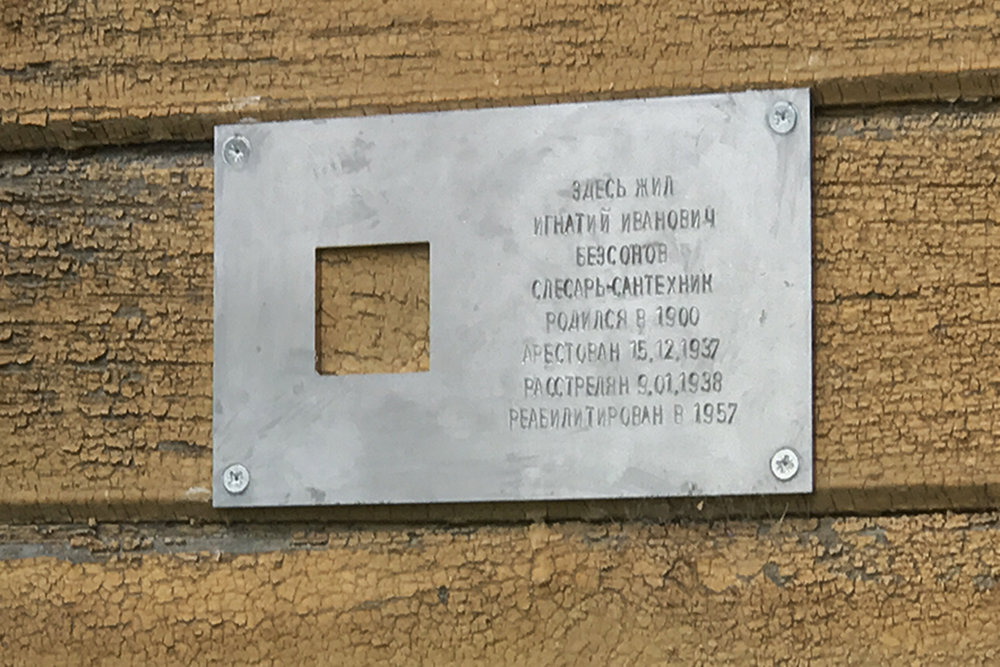 ЗДЕСЬ ЖИЛ
ИГНАТИЙ ИВАНОВИЧ
БЕЗСОНОВ
СЛЕСАРЬ-САНТЕХНИК
РОДИЛСЯ В 1900
АРЕСТОВАН 15.12.1937
РАССТРЕЛЯН 9.01.1938
РЕАБИЛИТИРОВАН В 1957